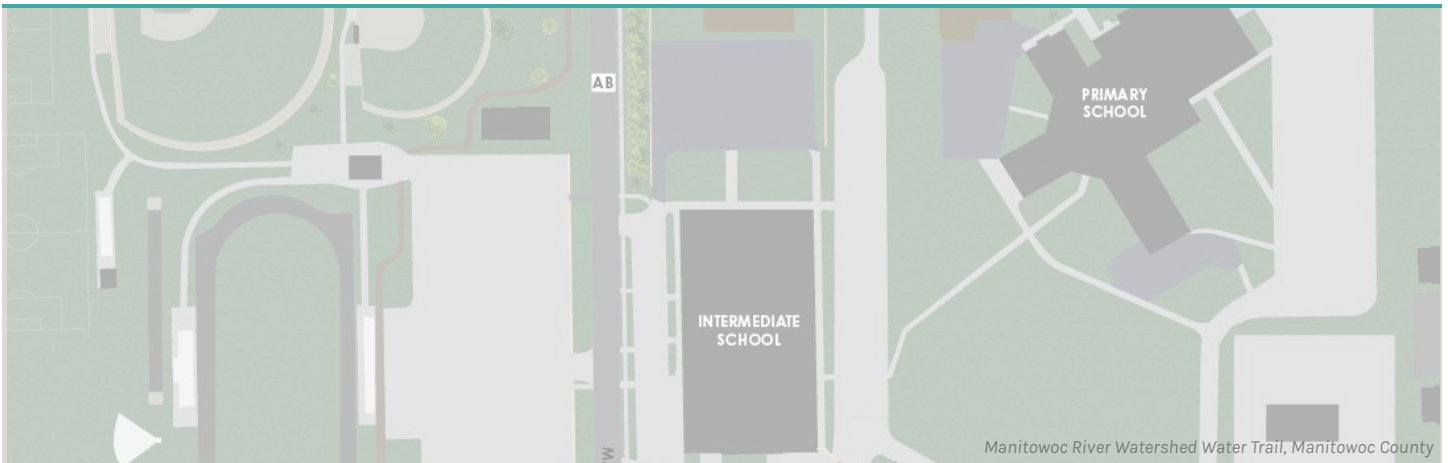 AB
PRIMARY
SCHOOL
INTERMEDIATE
SCHOOL
M
Manitowoc River Watershed Water Trail, Manitowoc County